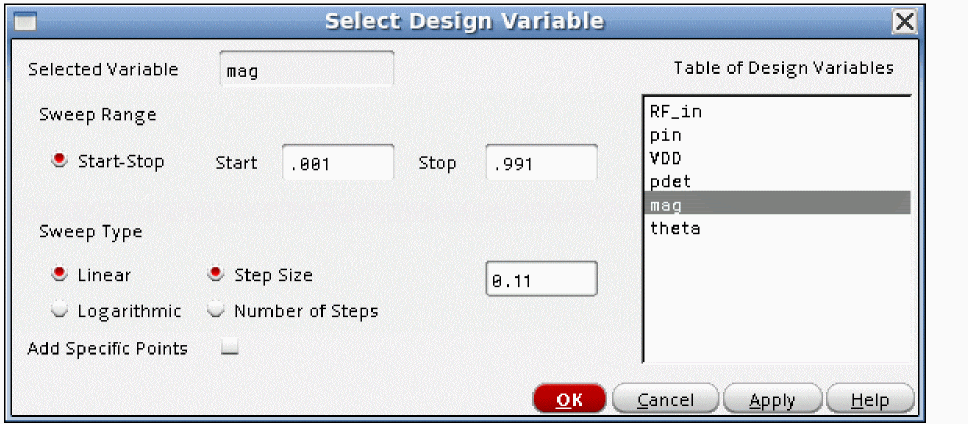 Select Design Variable
Selected Variable mag Table of Design Variables
Sweep Range
Start-Stop Start .001 Stop .991
RF_in
pin
VDD
pdet
mag
theta
Sweep Type
Linear Step Size 0.11
Logarithmic Number of Steps
Add Specific Points
OK Cancel Apply Help